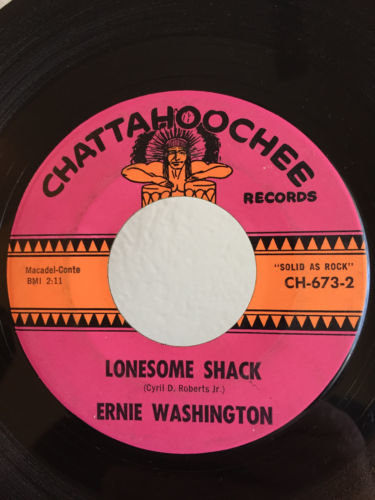 CHATTAHOOCHEE
RECORDS
Macadel-Conte
BMI 2:11
"SOLID AS ROCK"
CH-673-2
LONESOME SHACK
(Cyril D. Roberts Jr.)
ERNIE WASHINGTON